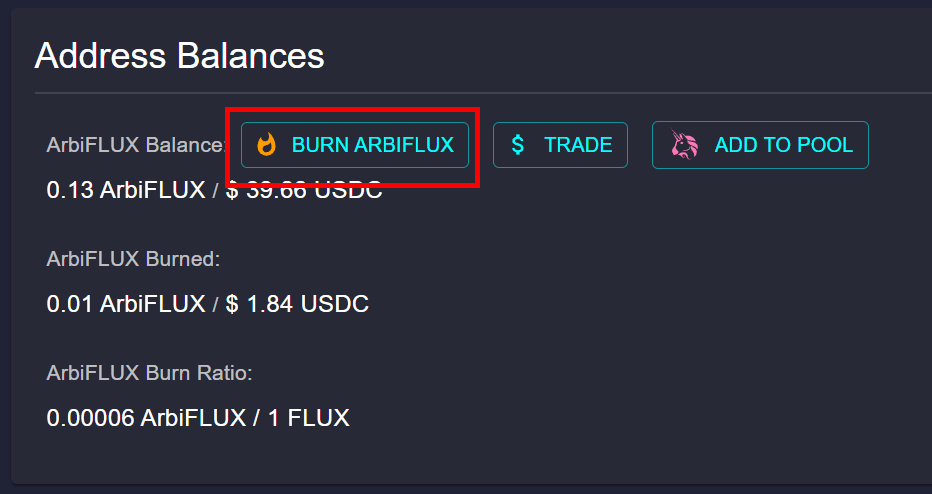 Address Balances
ArbiFLUX Balance: BURN ARBIFLUX $ TRADE ADD TO POOL
0.13 ArbiFLUX / $ 39.66 USDC
ArbiFLUX Burned:
0.01 ArbiFLUX / $ 1.84 USDC
ArbiFLUX Burn Ratio:
0.00006 ArbiFLUX / 1 FLUX